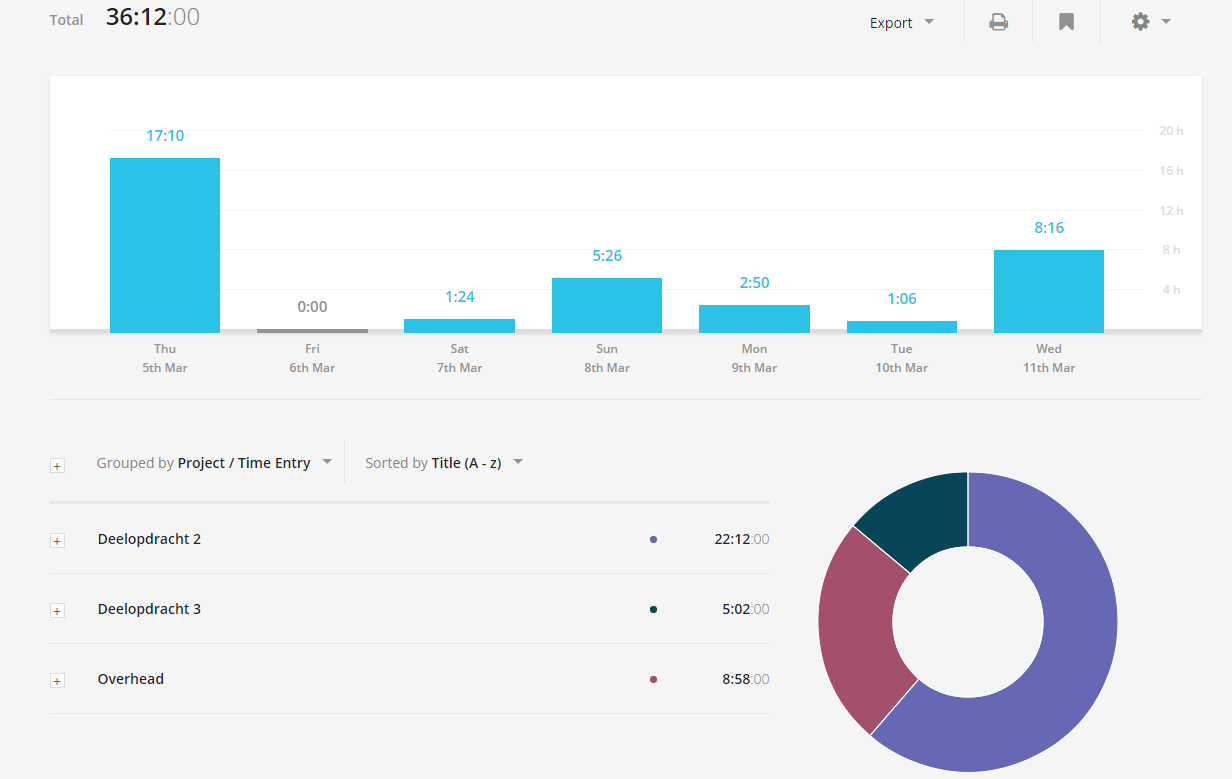 Total 36:12:00
Export
20 h
17:10
16 h
12 h
8:16
8 h
5:26
4 h
2:50
1:24
1:06
0:00
Thu Fri Sat Sun Mon Tue Wed
5th Mar 6th Mar 7th Mar 8th Mar 9th Mar 10th Mar 11th Mar
Grouped by Project / Time Entry Sorted by Title (A - z)
Deelopdracht 2 22:12:00
Deelopdracht 3 5:02:00
Overhead 8:58:00